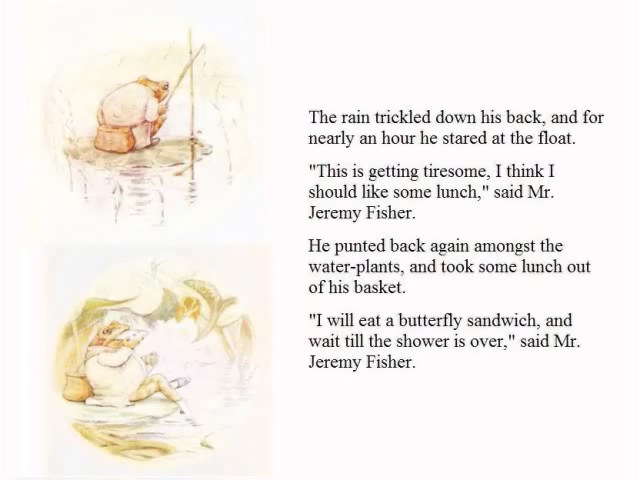 The rain trickled down his back, and for
nearly an hour he stared at the float.
"This is getting tiresome, I think I
should like some lunch," said Mr.
Jeremy Fisher.
He punted back again amongst the
water-plants, and took some lunch out
of his basket.
"I will eat a butterfly sandwich, and
wait till the shower is over," said Mr.
Jeremy Fisher.